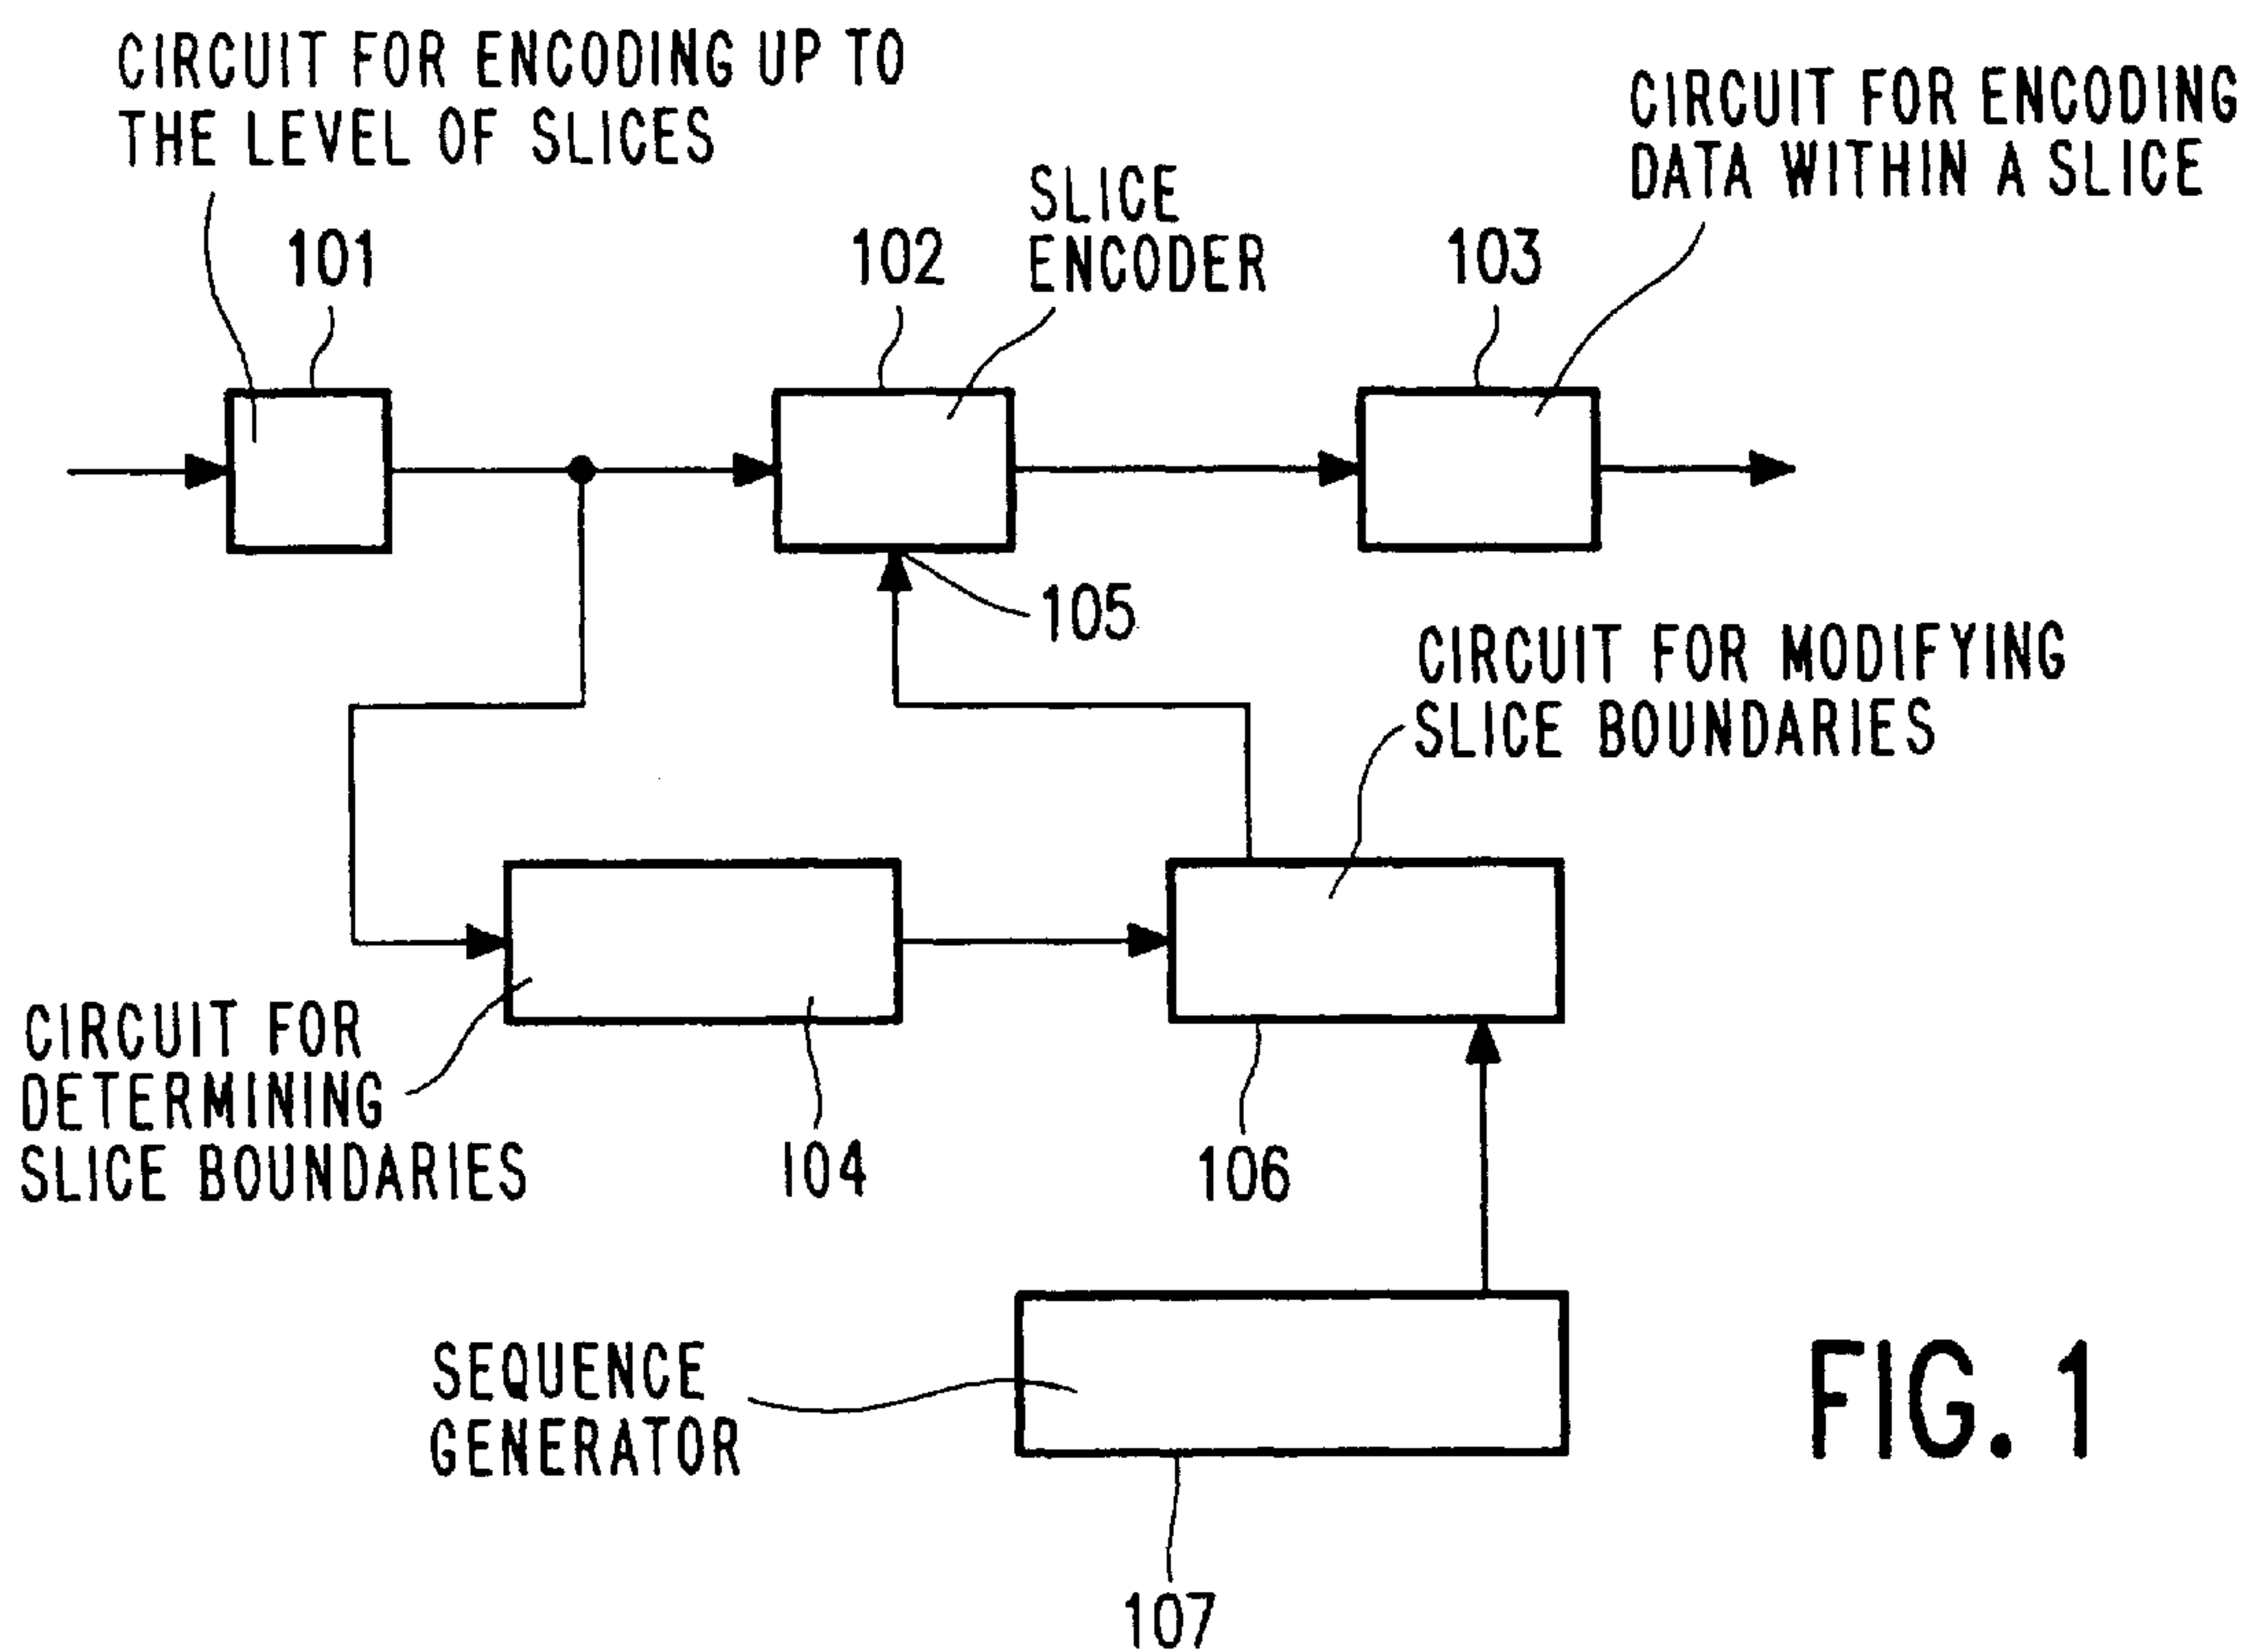 CIRCUIT FOR ENCODING UP TO
THE LEVEL OF SLICES
CIRCUIT FOR ENCODING
DATA WITHIN A SLICE
SLICE
ENCODER
101
102
103
105
CIRCUIT FOR MODIFYING
SLICE BOUNDARIES
CIRCUIT FOR
DETERMINING
SLICE BOUNDARIES
104
106
SEQUENCE
GENERATOR
107
FIG. 1